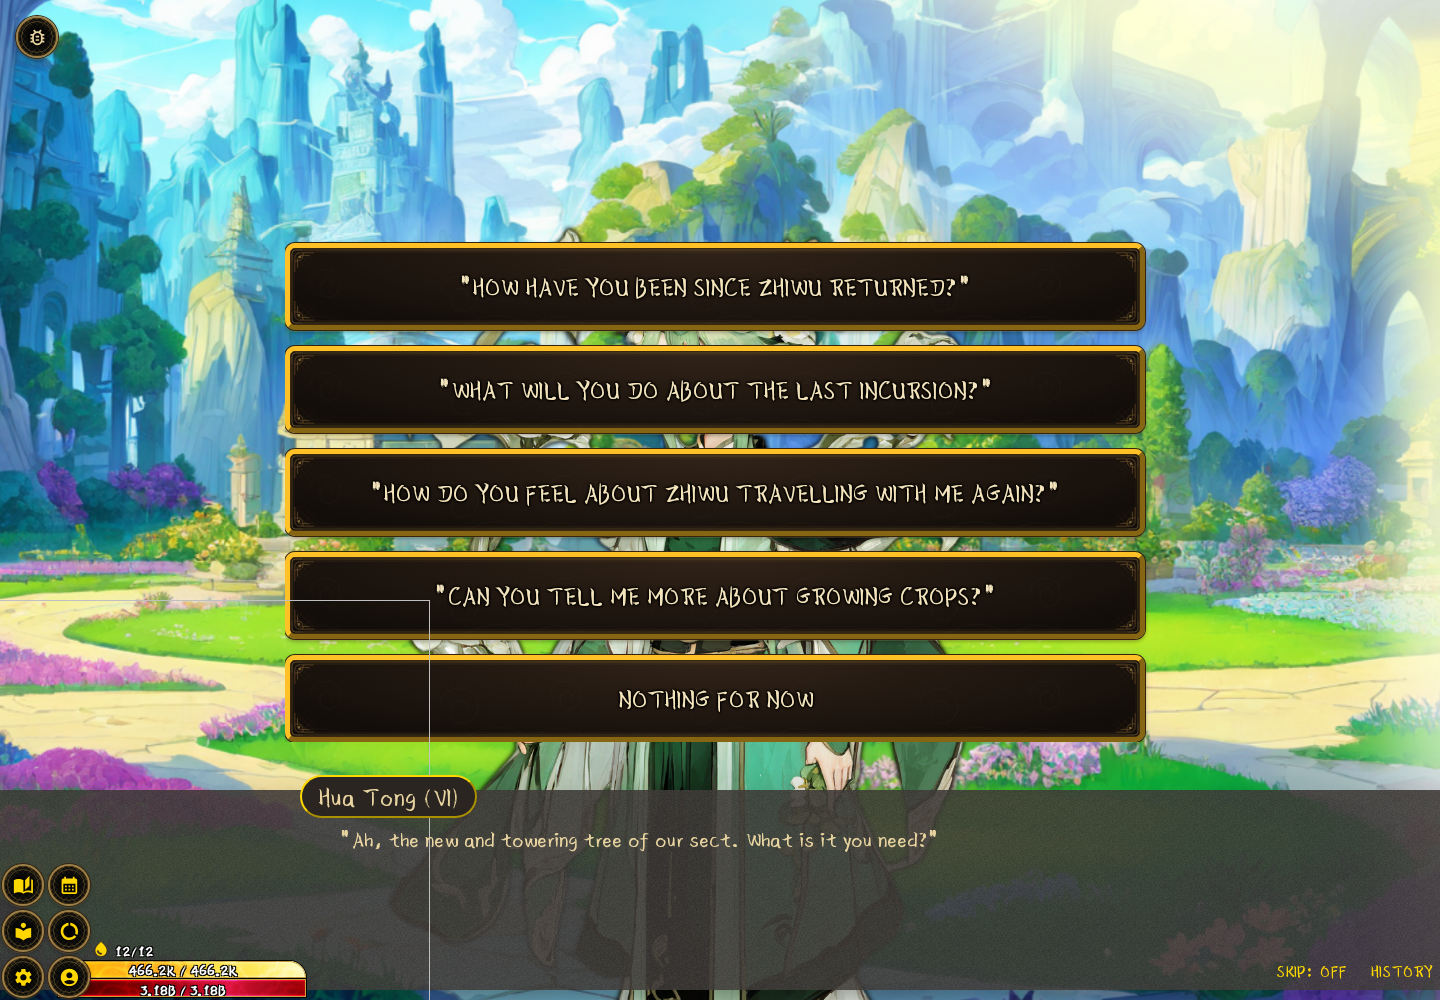 "HOW HAVE YOU BEEN SINCE ZHIWU RETURNED?"
"WHAT WILL YOU DO ABOUT THE LAST INCURSION?"
"HOW DO YOU FEEL ABOUT ZHIWU TRAVELLING WITH ME AGAIN?"
"CAN YOU TELL ME MORE ABOUT GROWING CROPS?"
NOTHING FOR NOW
Hua Tong (VI)
"Ah, the new and towering tree of our sect. What is it you need?"
12/12
466.2K / 466.2K
3.18B / 3.18B
SKIP: OFF HISTORY